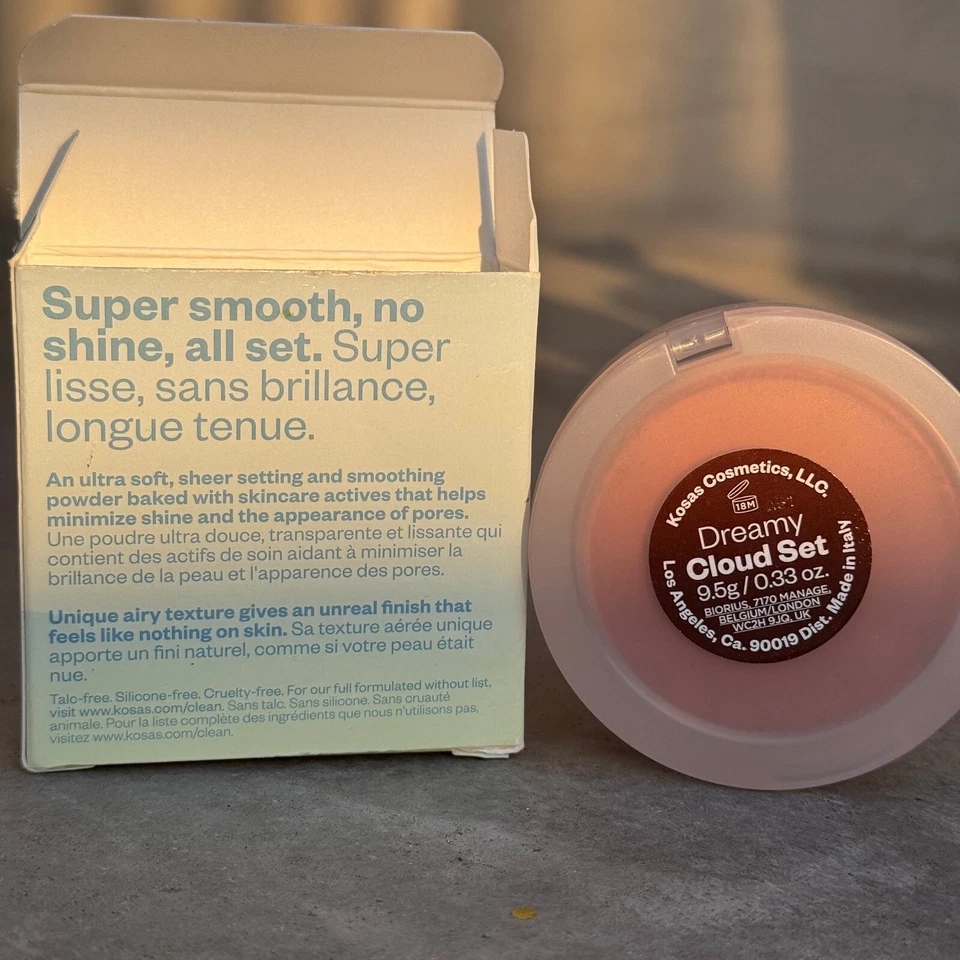 Super smooth, no
shine, all set. Super
lisse, sans brillance,
longue tenue.
An ultra soft, sheer setting and smoothing
powder baked with skincare actives that helps
minimize shine and the appearance of pores.
Une poudre ultra douce, transparente et lissante qui
contient des actifs de soin aidant à minimiser la
brillance de la peau et l'apparence des pores.
Unique airy texture gives an unreal finish that
feels like nothing on skin. Sa texture aérée unique
apporte un fini naturel, comme si votre peau était
nue.
Talc-free. Silicone-free. Cruelty-free. For our full formulated without list,
visit www.kosas.com/clean. Sans talc. Sans silicone. Sans cruauté
animale. Pour la liste complète des ingrédients que nous n'utilisons pas,
visitez www.kosas.com/clean.
Kosas Cosmetics, LLC.
18M
Dreamy
Cloud Set
9.5g / 0.33 oz.
BIORIUS, 7170 MANAGE,
BELGIUM/LONDON
WC2H 9JQ, UK
Los Angeles, Ca. 90019 Dist. Made in Italy